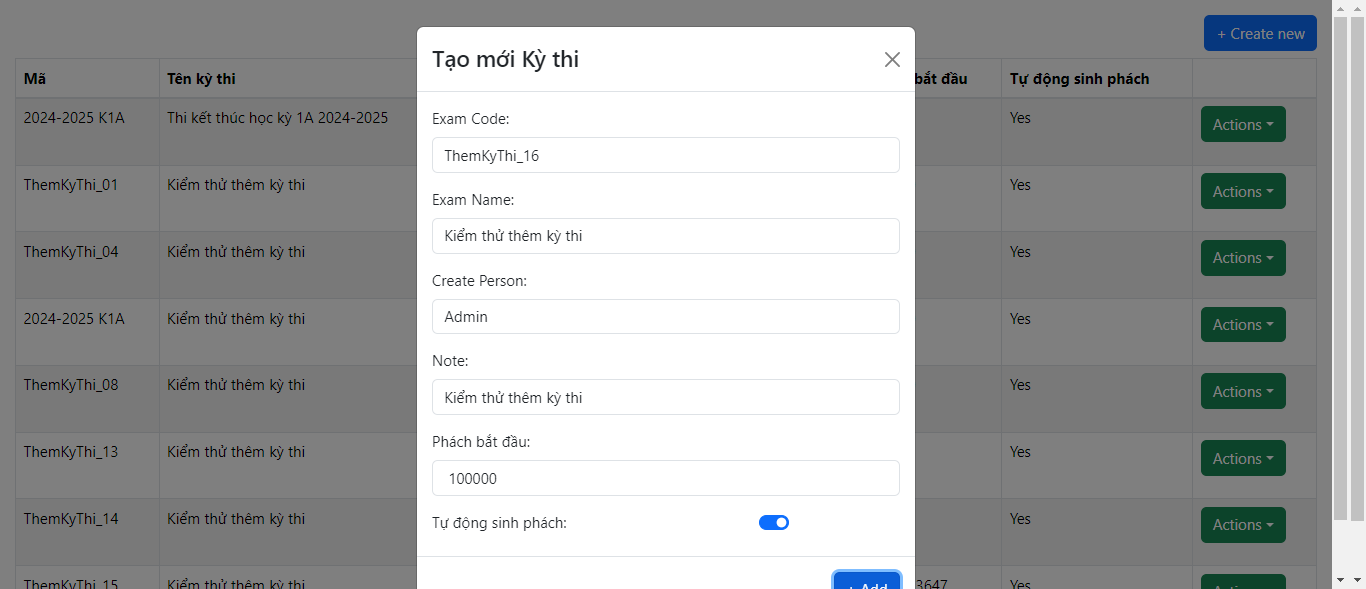 + Create new
Mã Tên kỳ thi bắt đầu Tự động sinh phách
2024-2025 K1A Thi kết thúc học kỳ 1A 2024-2025 Yes Actions
ThemKyThi_01 Kiểm thử thêm kỳ thi Yes Actions
ThemKyThi_04 Kiểm thử thêm kỳ thi Yes Actions
2024-2025 K1A Kiểm thử thêm kỳ thi Yes Actions
ThemKyThi_08 Kiểm thử thêm kỳ thi Yes Actions
ThemKyThi_13 Kiểm thử thêm kỳ thi Yes Actions
ThemKyThi_14 Kiểm thử thêm kỳ thi Yes Actions
ThemKyThi_15 Kiểm thử thêm kỳ thi 3647 Yes Actions
Tạo mới Kỳ thi
Exam Code:
ThemKyThi_16
Exam Name:
Kiểm thử thêm kỳ thi
Create Person:
Admin
Note:
Kiểm thử thêm kỳ thi
Phách bắt đầu:
100000
Tự động sinh phách:
+ Add